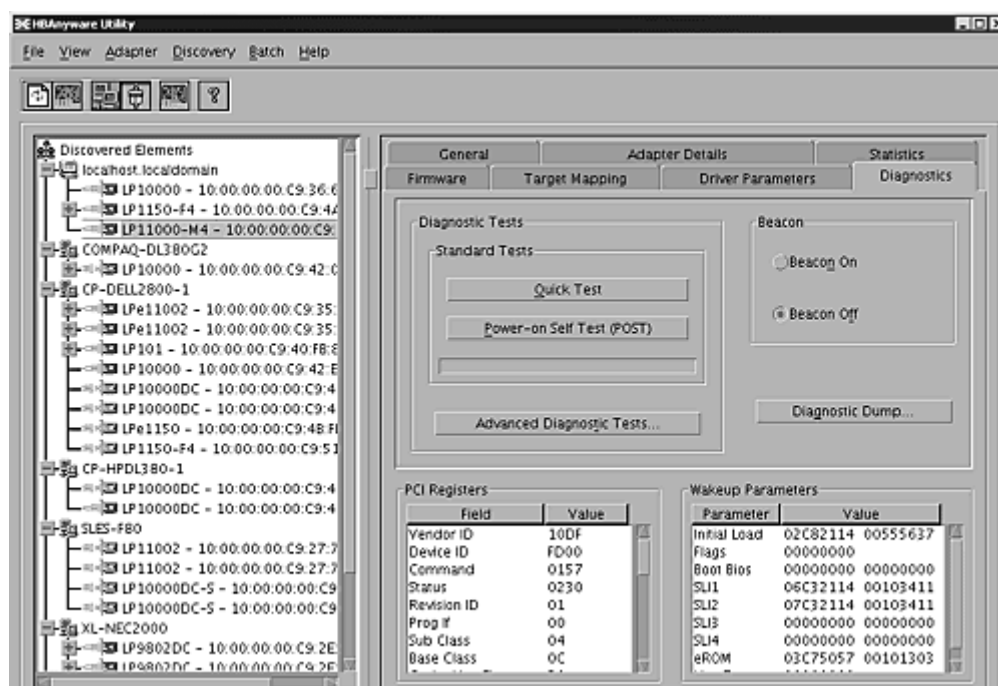 HBAnyware Utility
File View Adapter Discovery Batch Help
Discovered Elements
localhost.localdomain
LP10000 - 10:00:00:00:C9:36:6
LP1150-F4 - 10:00:00:00:C9:4A
LP11000-M4 - 10:00:00:00:C9:
COMPAQ-DL380G2
LP10000 - 10:00:00:00:C9:42:0
CP-DELL2800-1
LPe11002 - 10:00:00:00:C9:35:
LPe11002 - 10:00:00:00:C9:35:
LP101 - 10:00:00:00:C9:40:FB:8
LP10000 - 10:00:00:00:C9:42:E
LP10000DC - 10:00:00:00:C9:4
LP10000DC - 10:00:00:00:C9:4
LPe1150 - 10:00:00:00:C9:4B:F
LP1150-F4 - 10:00:00:00:C9:51
CP-HPDL380-1
LP10000DC - 10:00:00:00:C9:4
LP10000DC - 10:00:00:00:C9:4
SLES-F80
LP11002 - 10:00:00:00:C9:27:7
LP11002 - 10:00:00:00:C9:27:7
LP10000DC-S - 10:00:00:00:C9
LP10000DC-S - 10:00:00:00:C9
XL-NEC2000
LP9802DC - 10:00:00:00:C9:2E
LP9802DC - 10:00:00:00:C9:2E
General Adapter Details Statistics
Firmware Target Mapping Driver Parameters Diagnostics
Diagnostic Tests
Standard Tests
Quick Test
Power-on Self Test (POST)
Advanced Diagnostic Tests...
Beacon
Beacon On
Beacon Off
Diagnostic Dump...
PCI Registers
Field Value
Vendor ID 10DF
Device ID FD00
Command 0157
Status 0230
Revision ID 01
Prog If 00
Sub Class 04
Base Class 0C
Wakeup Parameters
Parameter Value
Initial Load 02C82114 00555637
Flags 00000000
Boot Bios 00000000 00000000
SLI1 06C32114 00103411
SLI2 07C32114 00103411
SLI3 00000000 00000000
SLI4 00000000 00000000
eROM 03C75057 00101303